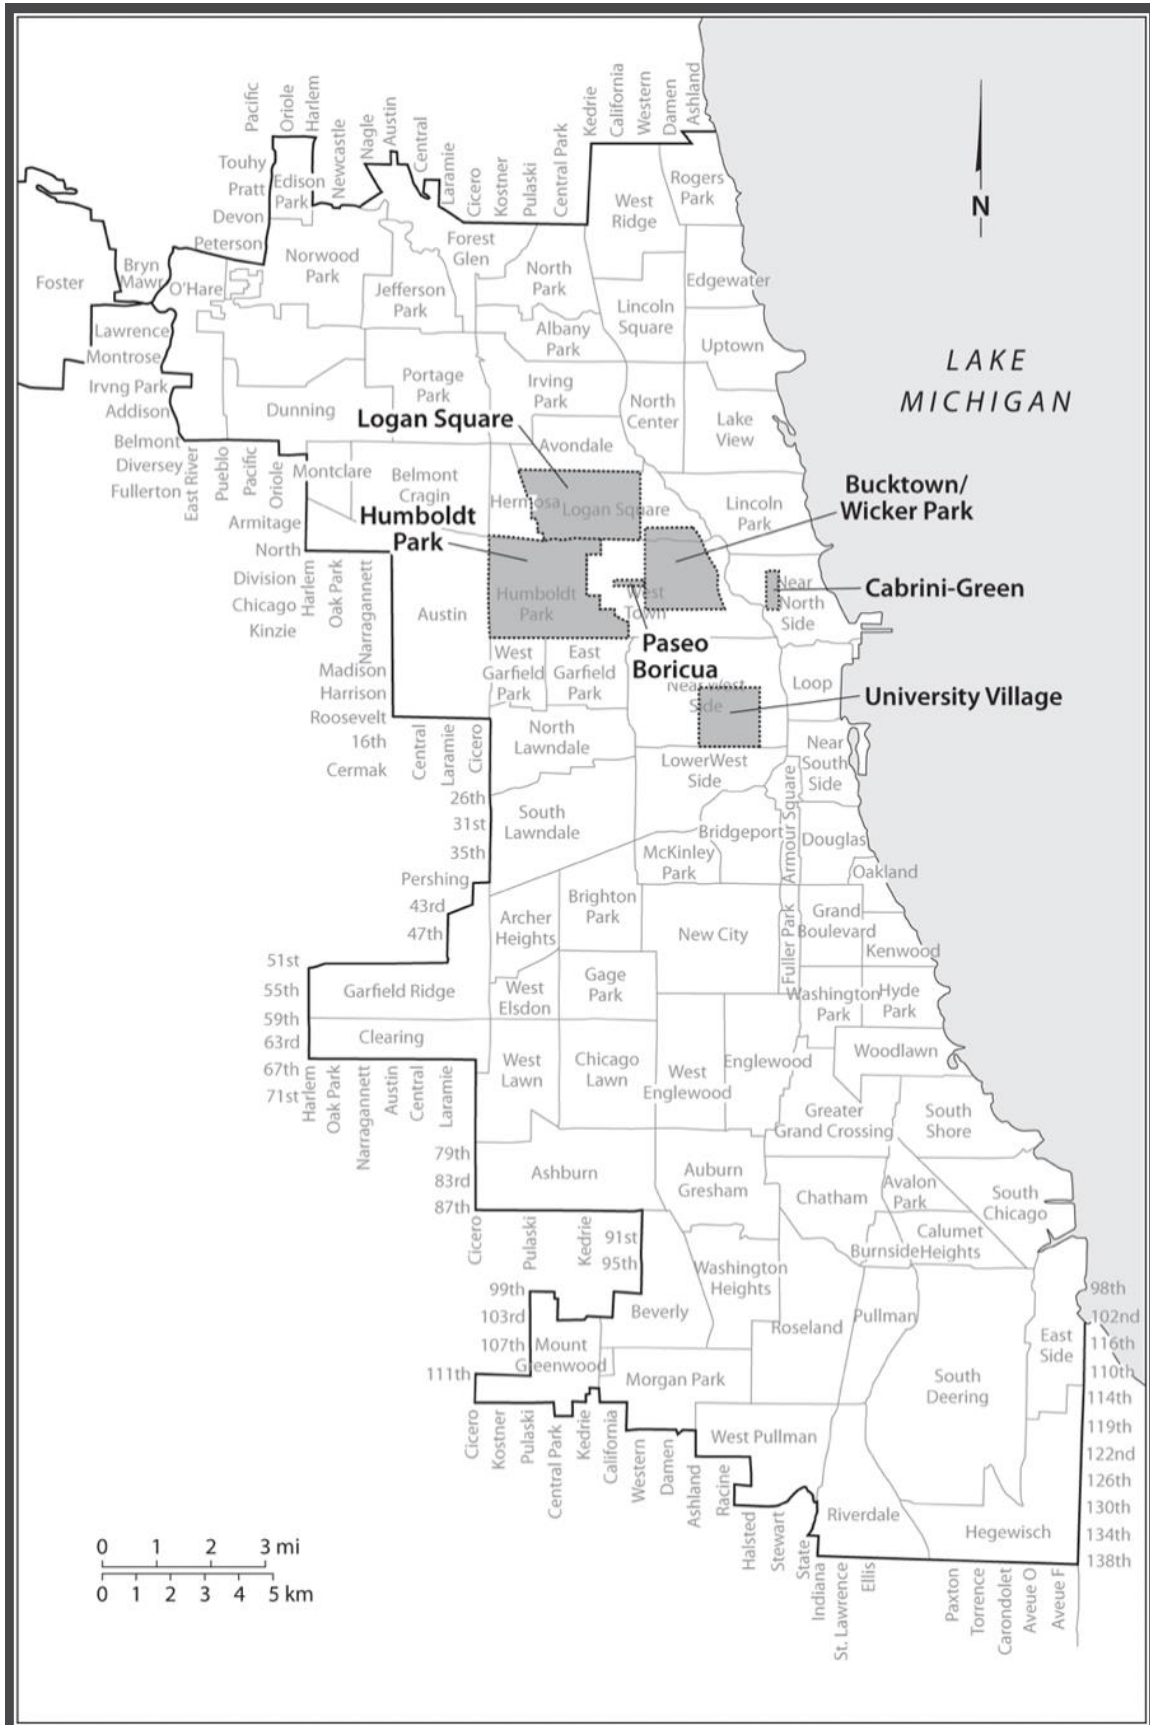 Pacific
Oriole
Harlem
Newcastle
Nagle
Austin
Central
Laramie
Cicero
Kostner
Pulaski
Central Park
Kedrie
California
Western
Damen
Ashland
Touhy
Pratt
Devon
Peterson
Edison
Park
Rogers
Park
West
Ridge
N
Foster
Bryn
Mawr
O'Hare
Norwood
Park
Forest
Glen
Jefferson
Park
North
Park
Edgewater
Lincoln
Square
Albany
Park
Uptown
LAKE
MICHIGAN
Lawrence
Montrose
Irvng Park
Addison
Belmont
Diversey
Fullerton
East River
Pueblo
Pacific
Oriole
Armitage
North
Division
Chicago
Kinzie
Harlem
Oak Park
Narragannett
Dunning
Portage
Park
Irving
Park
North
Center
Lake
View
Logan Square
Avondale
Montclare
Belmont
Cragin
Hermosa
Logan Square
Lincoln
Park
Bucktown/
Wicker Park
Humboldt
Park
Austin
Humboldt
Park
West
Town
Near
North
Side
Cabrini-Green
Paseo
Boricua
West
Garfield
Park
East
Garfield
Park
Near West
Side
Loop
University Village
Madison
Harrison
Roosevelt
16th
Cermak
Central
Laramie
Cicero
North
Lawndale
LowerWest
Side
Near
South
Side
26th
31st
35th
Pershing
43rd
47th
South
Lawndale
Bridgeport
McKinley
Park
Armour Square
Douglas
Oakland
Archer
Heights
Brighton
Park
New City
Fuller Park
Grand
Boulevard
Kenwood
51st
55th
59th
63rd
67th
71st
Garfield Ridge
Clearing
West
Elsdon
Gage
Park
Washington
Park
Hyde
Park
Woodlawn
Harlem
Oak Park
Narragannett
Austin
Central
Laramie
West
Lawn
Chicago
Lawn
West
Englewood
Englewood
Greater
Grand Crossing
South
Shore
79th
83rd
87th
Ashburn
Auburn
Gresham
Chatham
Avalon
Park
South
Chicago
Cicero
Pulaski
Kedrie
91st
95th
Calumet
Heights
Burnside
99th
103rd
107th
111th
Washington
Heights
Beverly
Mount
Greenwood
Morgan Park
Roseland
Pullman
South
Deering
East
Side
98th
102nd
116th
110th
114th
119th
122nd
126th
130th
134th
138th
West Pullman
Riverdale
Hegewisch
Cicero
Kostner
Pulaski
Central Park
Kedrie
California
Western
Damen
Ashland
Racine
Halsted
Stewart
State
Indiana
St. Lawrence
Ellis
Paxton
Torrence
Carondolet
Aveue O
Aveue F
0 1 2 3 mi
0 1 2 3 4 5 km